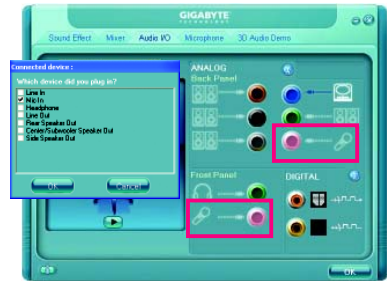 GIGABYTE
TECHNOLOGY
Sound Effect Mixer Audio I/O Microphone 3D Audio Demo
Connected device :
Which device did you plug in?
Line In
Mic In
Headphone
Line Out
Rear Speaker Out
Center/Subwoofer Speaker Out
Side Speaker Out
OK
Cancel
ANALOG
Back Panel
Front Panel
DIGITAL
OK